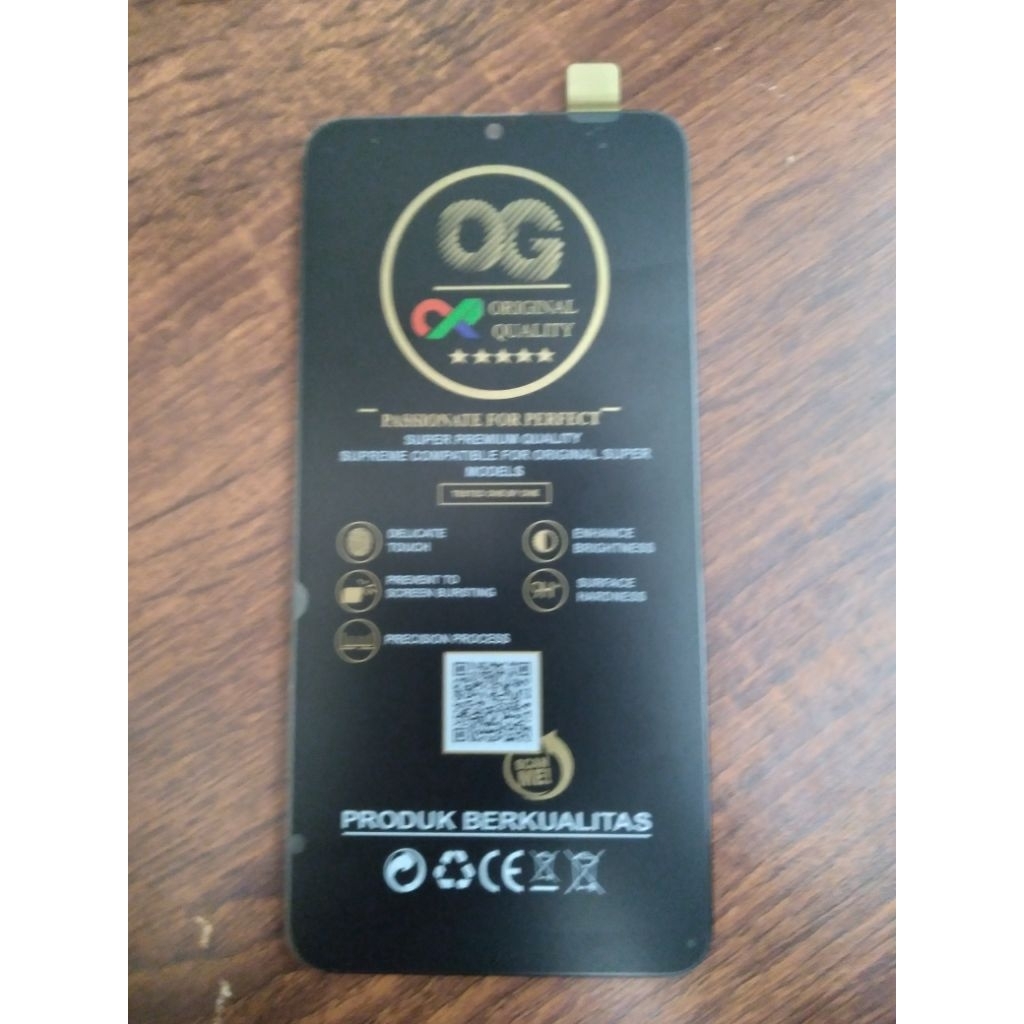 OG
ORIGINAL
QUALITY
PASSIONATE FOR PERFECT
SUPER PREMIUM QUALITY
SUPREME COMPATIBLE FOR ORIGINAL SUPER
MODELS
DELICATE
TOUCH
ENHANCE
BRIGHTNESS
PREVENT TO
SCREEN BURSTING
SURFACE
HARDNESS
PRECISION PROCESS
SCAN
ME!
PRODUK BERKUALITAS
CE